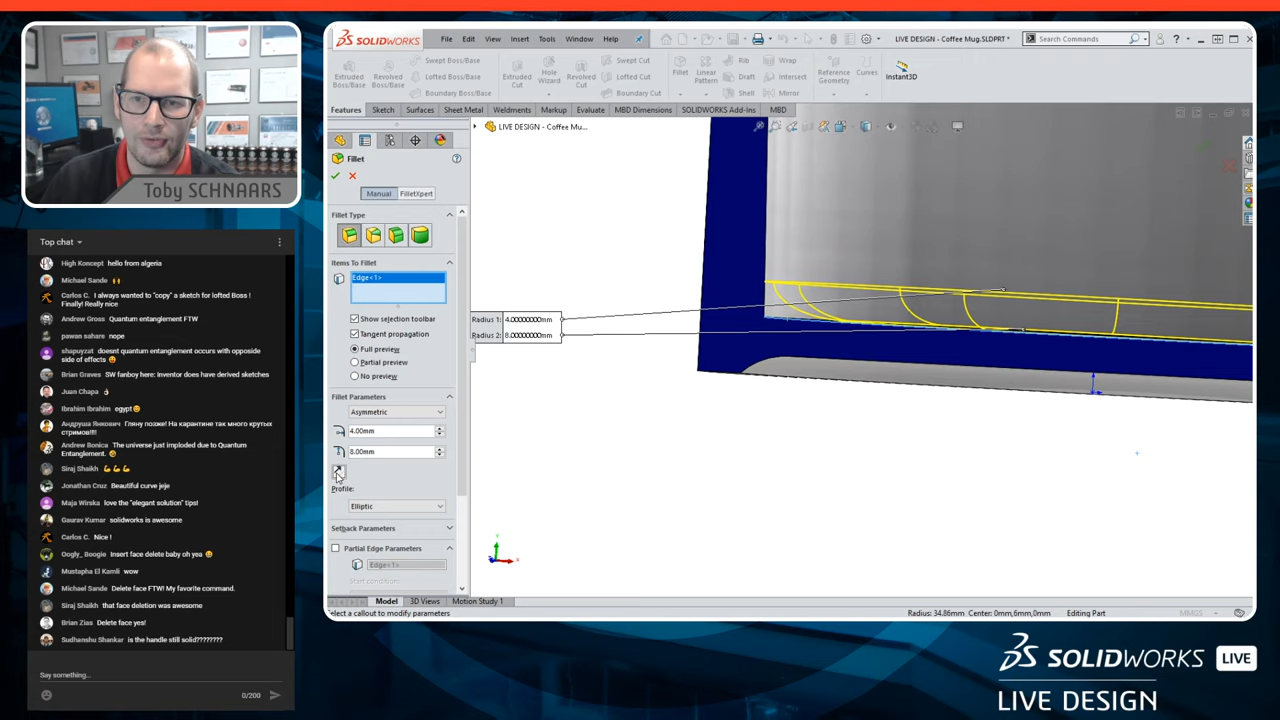 Toby SCHNAARS
Top chat
High Koncept hello from algeria
Michael Sande 🙌
Carlos C. I always wanted to "copy" a sketch for lofted Boss !
Finally! Really nice
Andrew Gross Quantum entanglement FTW
pawan sahare nope
shapuyzat doesnt quantum entanglement occurs with opposide
side of effects 😀
Brian Graves SW fanboy here: Inventor does have derived sketches
Juan Chapa 👌
Ibrahim Ibrahim egypt😊
Андруша Янкович Гляну позже! На карантине так много крутых
стримов!!!!
Andrew Bonica The universe just imploded due to Quantum
Entanglement. 🤣
Siraj Shaikh 💪💪💪
Jonathan Cruz Beautiful curve jeje
Maja Wirska love the "elegant solution" tips!
Gaurav Kumar solidworks is awesome
Carlos C. Nice !
Oogly_ Boogie Insert face delete baby oh yea 😀
Mustapha El Kamli wow
Michael Sande Delete face FTW! My favorite command.
Siraj Shaikh that face deletion was awesome
Brian Zias Delete face yes!
Sudhanshu Shankar is the handle still solid????????
Say something...
0/200
SOLIDWORKS
File Edit View Insert Tools Window Help
LIVE DESIGN - Coffee Mug.SLDPRT *
Search Commands
Extruded
Boss/Base
Revolved
Boss/Base
Swept Boss/Base
Lofted Boss/Base
Boundary Boss/Base
Extruded
Cut
Hole
Wizard
Revolved
Cut
Swept Cut
Lofted Cut
Boundary Cut
Fillet
Linear
Pattern
Rib
Draft
Shell
Wrap
Intersect
Mirror
Reference
Geometry
Curves
Instant3D
Features Sketch Surfaces Sheet Metal Weldments Markup Evaluate MBD Dimensions SOLIDWORKS Add-Ins MBD
LIVE DESIGN - Coffee Mu...
Fillet
Manual FilletXpert
Fillet Type
Items To Fillet
Edge<1>
Show selection toolbar
Tangent propagation
Full preview
Partial preview
No preview
Fillet Parameters
Asymmetric
4.00mm
8.00mm
Profile:
Elliptic
Setback Parameters
Partial Edge Parameters
Edge<1>
Start condition:
Radius 1: 4.00000000mm
Radius 2: 8.00000000mm
Y
X
Model 3D Views Motion Study 1
Select a callout to modify parameters
Radius: 34.86mm Center: 0mm,6mm,0mm Editing Part MMGS
SOLIDWORKS LIVE
LIVE DESIGN